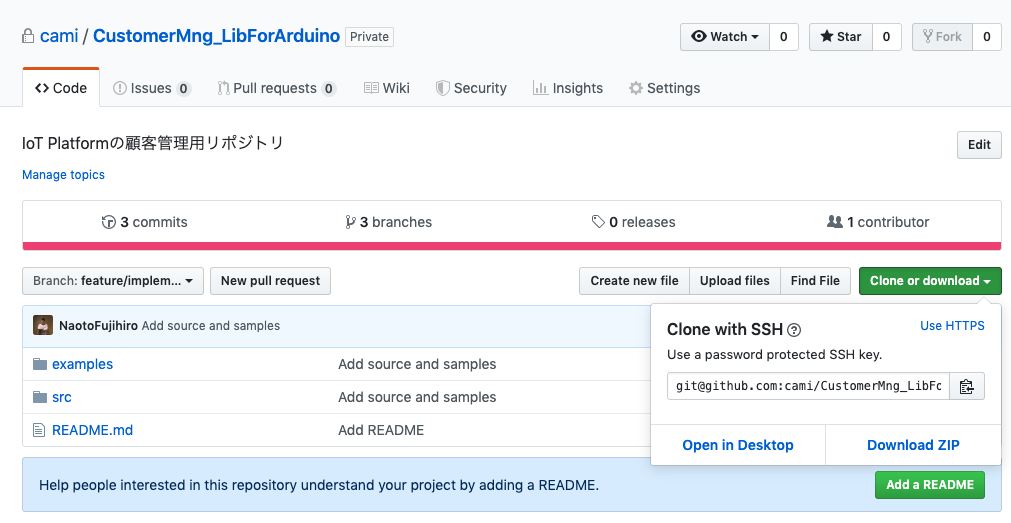 cami / CustomerMng_LibForArduino Private Watch 0 Star 0 Fork 0
Code Issues 0 Pull requests 0 Wiki Security Insights Settings
IoT Platformの顧客管理用リポジトリ Edit
Manage topics
3 commits 3 branches 0 releases 1 contributor
Branch: feature/implem... New pull request Create new file Upload files Find File Clone or download
NaotoFujihiro Add source and samples
Clone with SSH Use HTTPS
Use a password protected SSH key.
examples Add source and samples
git@github.com:cami/CustomerMng_LibFo
src Add source and samples
README.md Add README
Open in Desktop Download ZIP
Help people interested in this repository understand your project by adding a README. Add a README